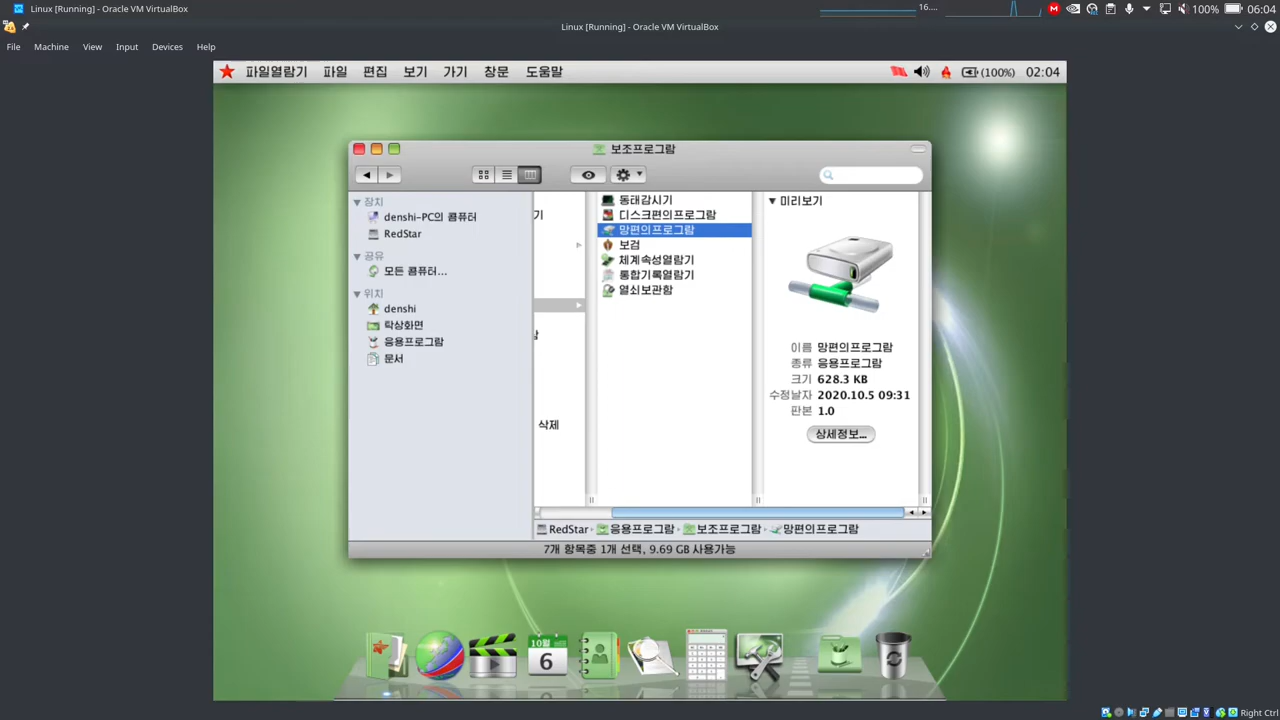 Linux [Running] - Oracle VM VirtualBox
16....
100%
06:04
Linux [Running] - Oracle VM VirtualBox
File Machine View Input Devices Help
파일열람기 파일 편집 보기 가기 창문 도움말
(100%) 02:04
보조프로그람
장치
denshi-PC의 콤퓨터
RedStar
공유
모든 콤퓨터...
위치
denshi
탁상화면
응용프로그람
문서
기
삭제
동태감시기
디스크편의프로그람
망편의프로그람
보검
체계속성열람기
통합기록열람기
열쇠보관함
미리보기
이름 망편의프로그람
종류 응용프로그람
크기 628.3 KB
수정날자 2020.10.5 09:31
판본 1.0
상세정보...
RedStar 응용프로그람 보조프로그람 망편의프로그람
7개 항목중 1개 선택, 9.69 GB 사용가능
10월
6
Right Ctrl